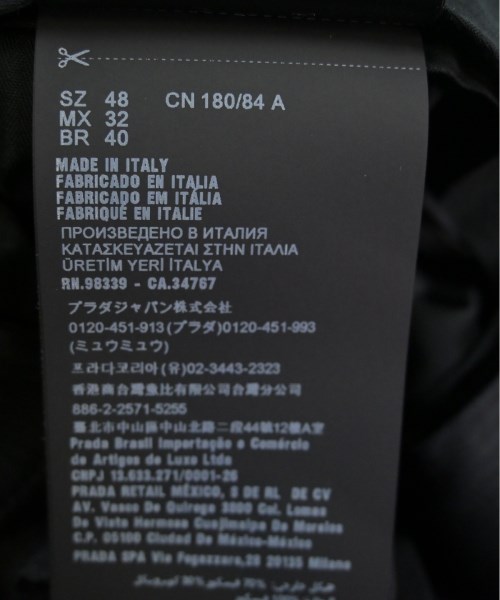 SZ 48 CN 180/84 A
MX 32
BR 40
MADE IN ITALY
FABRICADO EN ITALIA
FABRICADO EM ITÁLIA
FABRIQUÉ EN ITALIE
ПРОИЗВЕДЕНО В ИТАЛИЯ
ΚΑΤΑΣΚΕΥΑΖΕΤΑΙ ΣΤΗΝ ΙΤΑΛΙΑ
ÜRETİM YERİ İTALYA
RN.98339 - CA.34767
プラダジャパン株式会社
0120-451-913(プラダ)0120-451-993
(ミュウミュウ)
프라다코리아(유)02-3443-2323
香港商台灣魚比有限公司台灣分公司
886-2-2571-5255
臺北市中山區中山北路二段44號12樓A室
Prada Brasil Importação e Comércio
de Artigos de Luxo Ltda
CNPJ 13.633.271/0001-26
PRADA RETAIL MÉXICO, S DE RL DE CV
AV. Vasco De Quiroga 3800 Col. Lomas
De Vista Hermosa Cuajimalpa De Morelos
C.P. 05100 Ciudad De México-México
PRADA SPA Via Fogazzaro, 28 20135 Milano